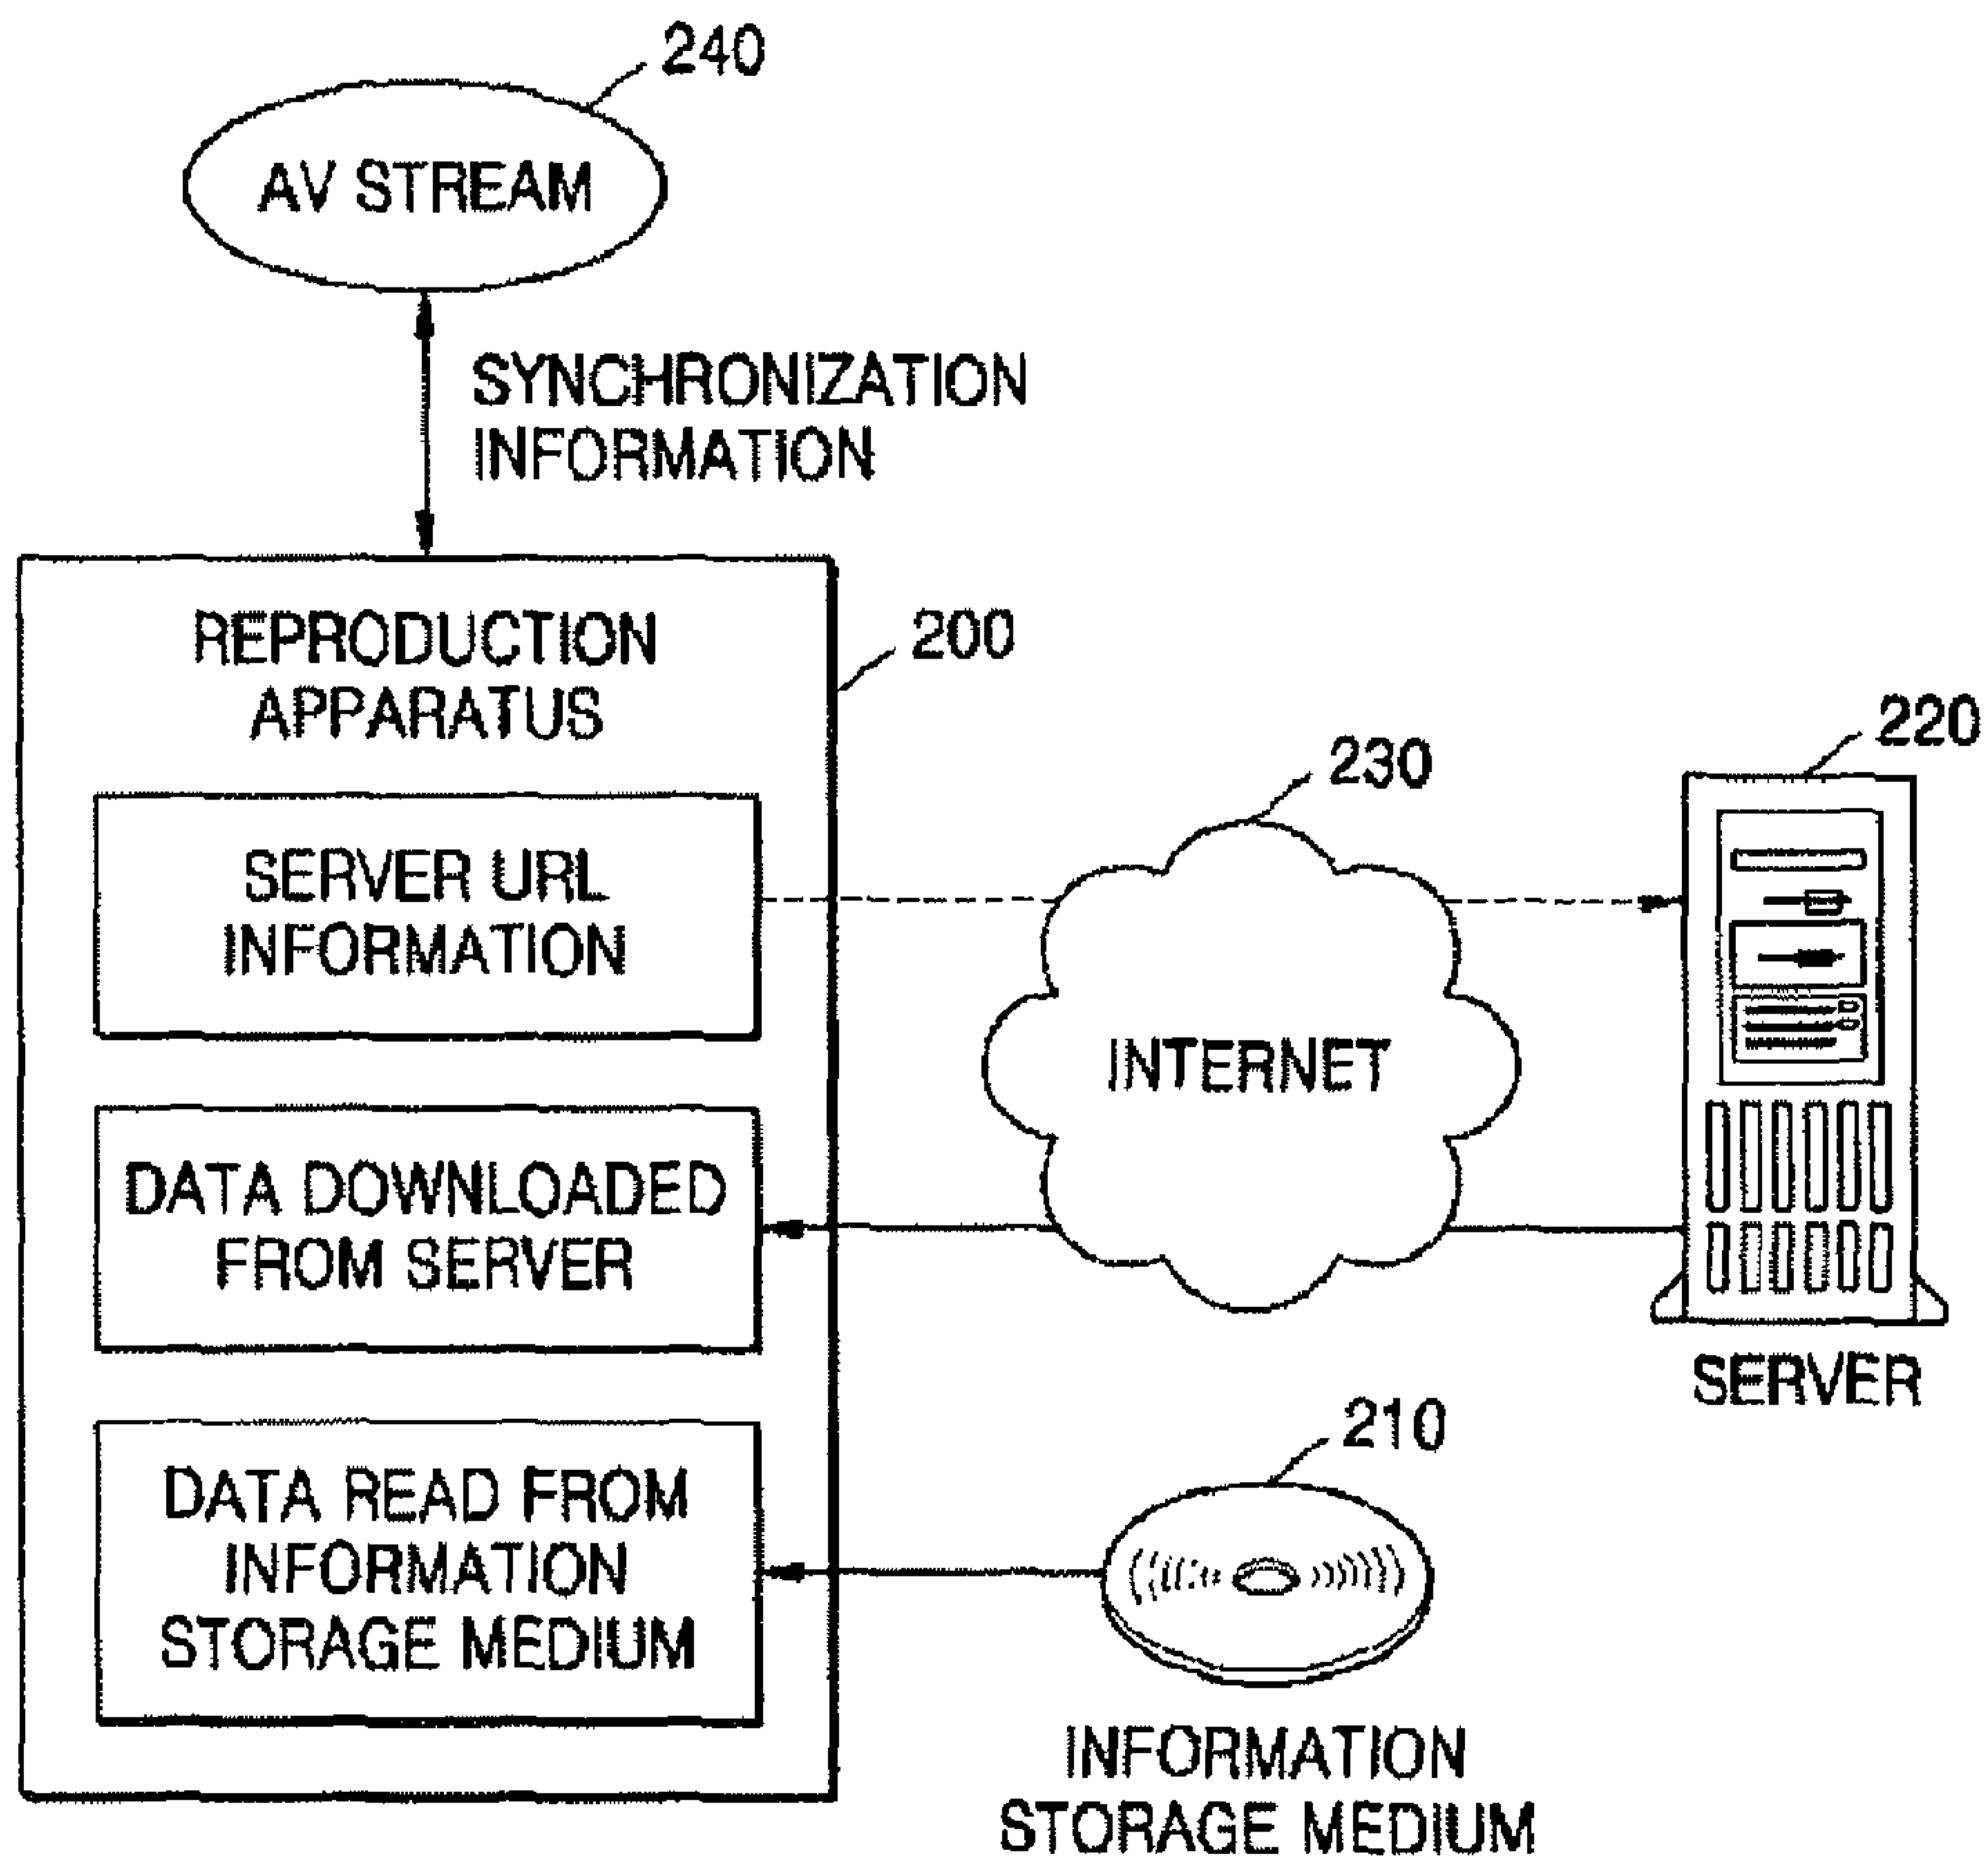 240
AV STREAM
SYNCHRONIZATION
INFORMATION
REPRODUCTION
APPARATUS
200
SERVER URL
INFORMATION
DATA DOWNLOADED
FROM SERVER
DATA READ FROM
INFORMATION
STORAGE MEDIUM
230
INTERNET
220
SERVER
210
INFORMATION
STORAGE MEDIUM